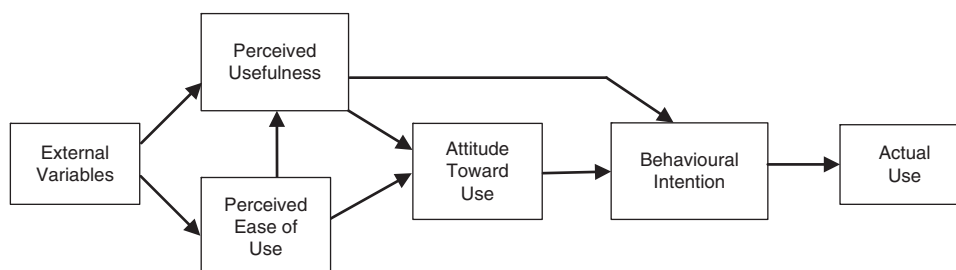 External
Variables
Perceived
Usefulness
Perceived
Ease of
Use
Attitude
Toward
Use
Behavioural
Intention
Actual
Use